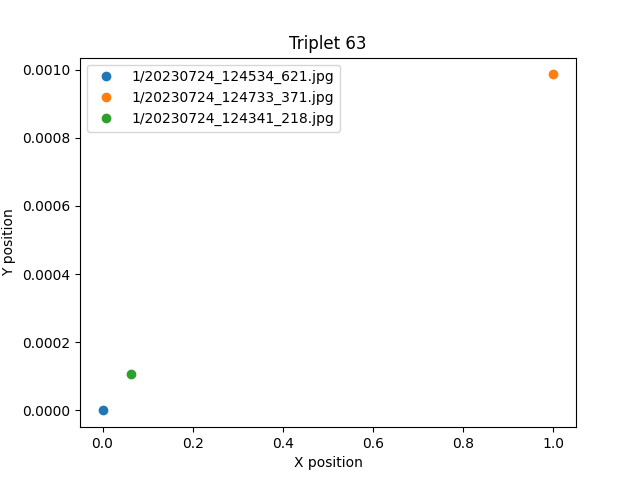 Triplet 63
1/20230724_124534_621.jpg
1/20230724_124733_371.jpg
1/20230724_124341_218.jpg
0.0010
0.0008
0.0006
0.0004
0.0002
0.0000
Y position
0.0 0.2 0.4 0.6 0.8 1.0
X position